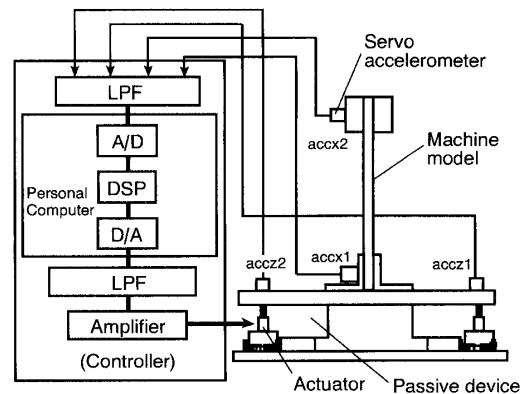 Servo
accelerometer
LPF
accx2
A/D
Machine
model
DSP
Personal
Computer
D/A
accz2
accx1
accz1
LPF
Amplifier
(Controller)
Actuator
Passive device